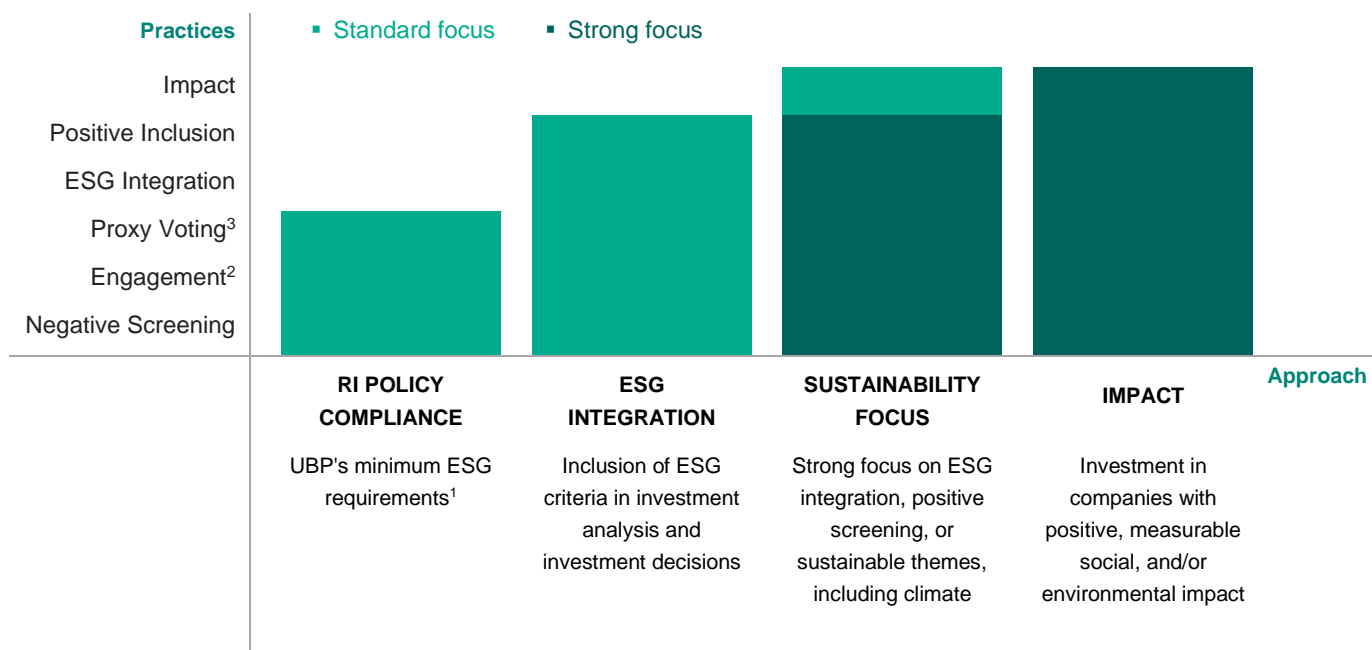 Practices
▪ Standard focus ▪ Strong focus
Impact
Positive Inclusion
ESG Integration
Proxy Voting3
Engagement2
Negative Screening
Approach
RI POLICY
COMPLIANCE
UBP's minimum ESG
requirements1
ESG
INTEGRATION
Inclusion of ESG
criteria in investment
analysis and
investment decisions
SUSTAINABILITY
FOCUS
Strong focus on ESG
integration, positive
screening, or
sustainable themes,
including climate
IMPACT
Investment in
companies with
positive, measurable
social, and/or
environmental impact